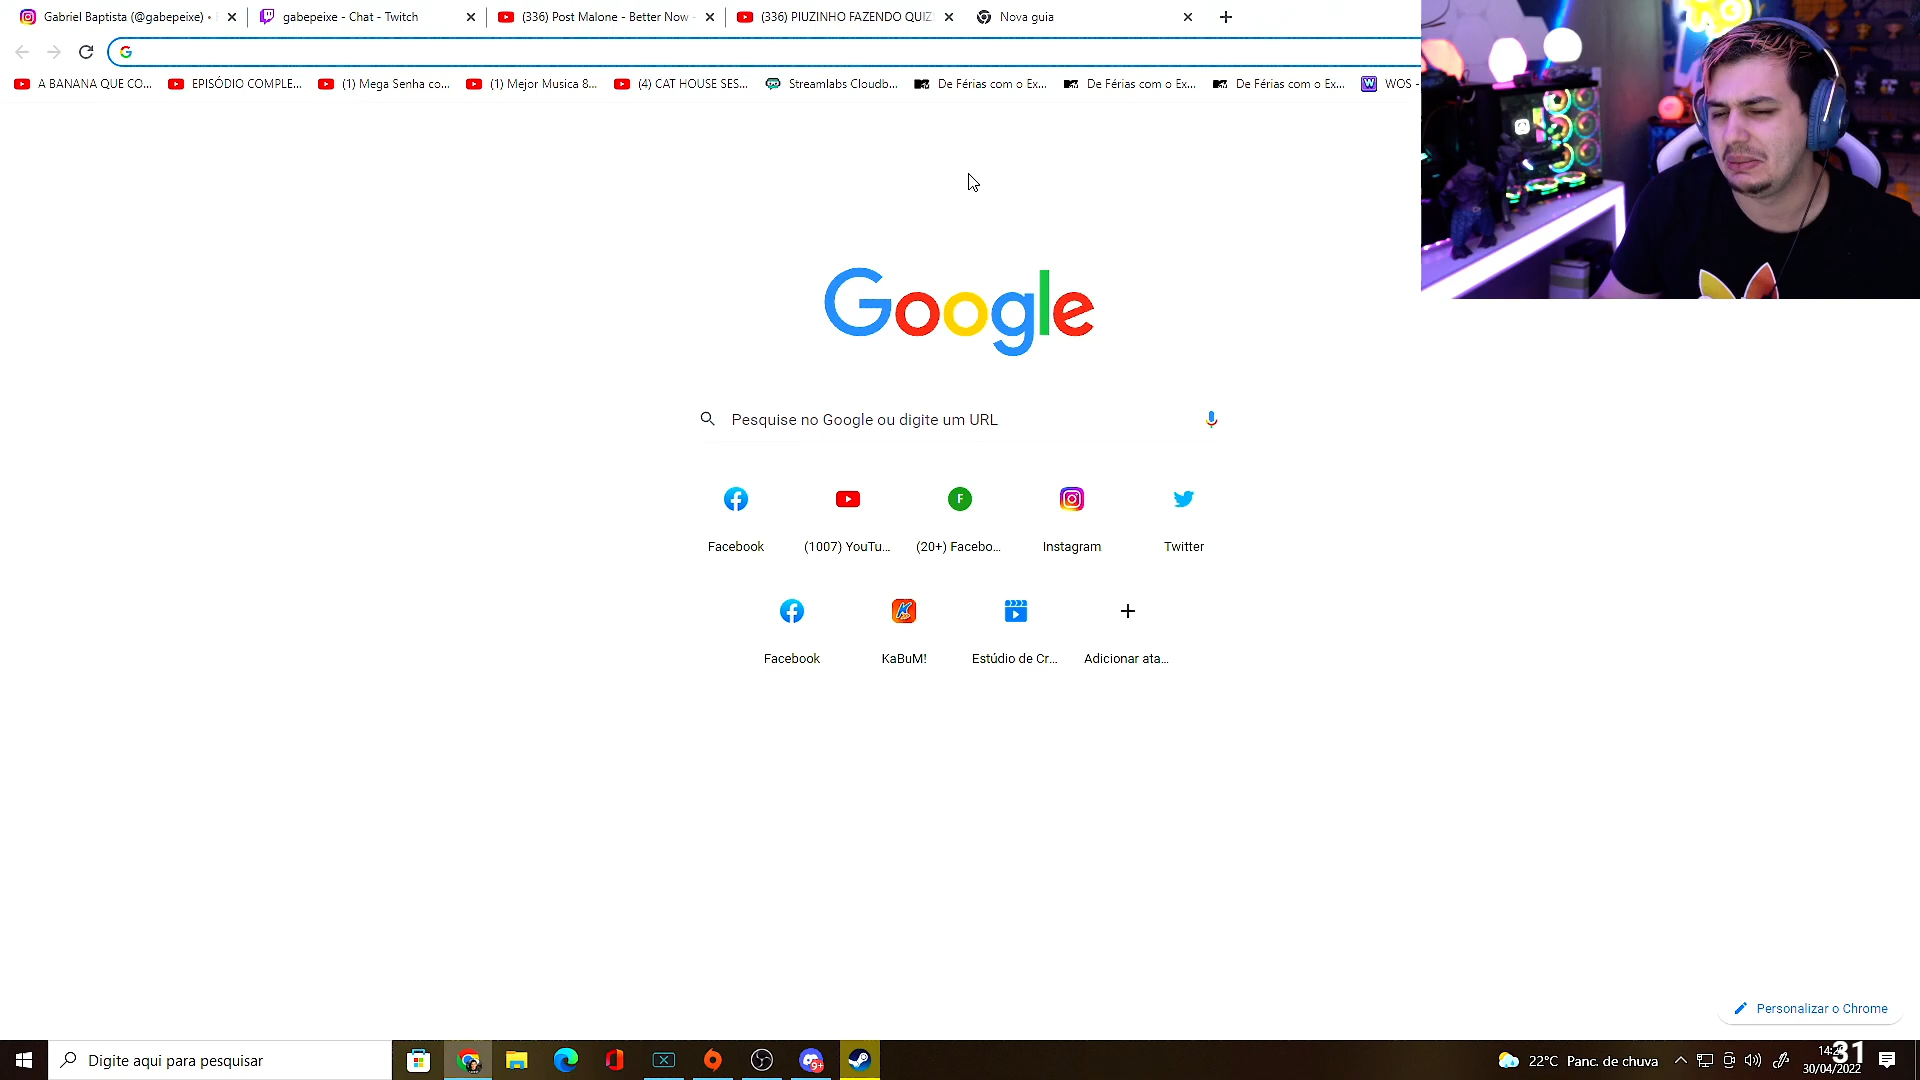 Gabriel Baptista (@gabepeixe) •
gabepeixe - Chat - Twitch
(336) Post Malone - Better Now -
(336) PIUZINHO FAZENDO QUIZ
Nova guia
A BANANA QUE CO...
EPISÓDIO COMPLE...
(1) Mega Senha co...
(1) Mejor Musica 8...
(4) CAT HOUSE SES...
Streamlabs Cloudb...
De Férias com o Ex...
De Férias com o Ex...
De Férias com o Ex...
WOS -
Google
Pesquise no Google ou digite um URL
F
Facebook
(1007) YouTu...
(20+) Facebo...
Instagram
Twitter
Facebook
KaBuM!
Estúdio de Cr...
Adicionar ata...
Personalizar o Chrome
Digite aqui para pesquisar
9+
22°C Panc. de chuva
31
30/04/2022